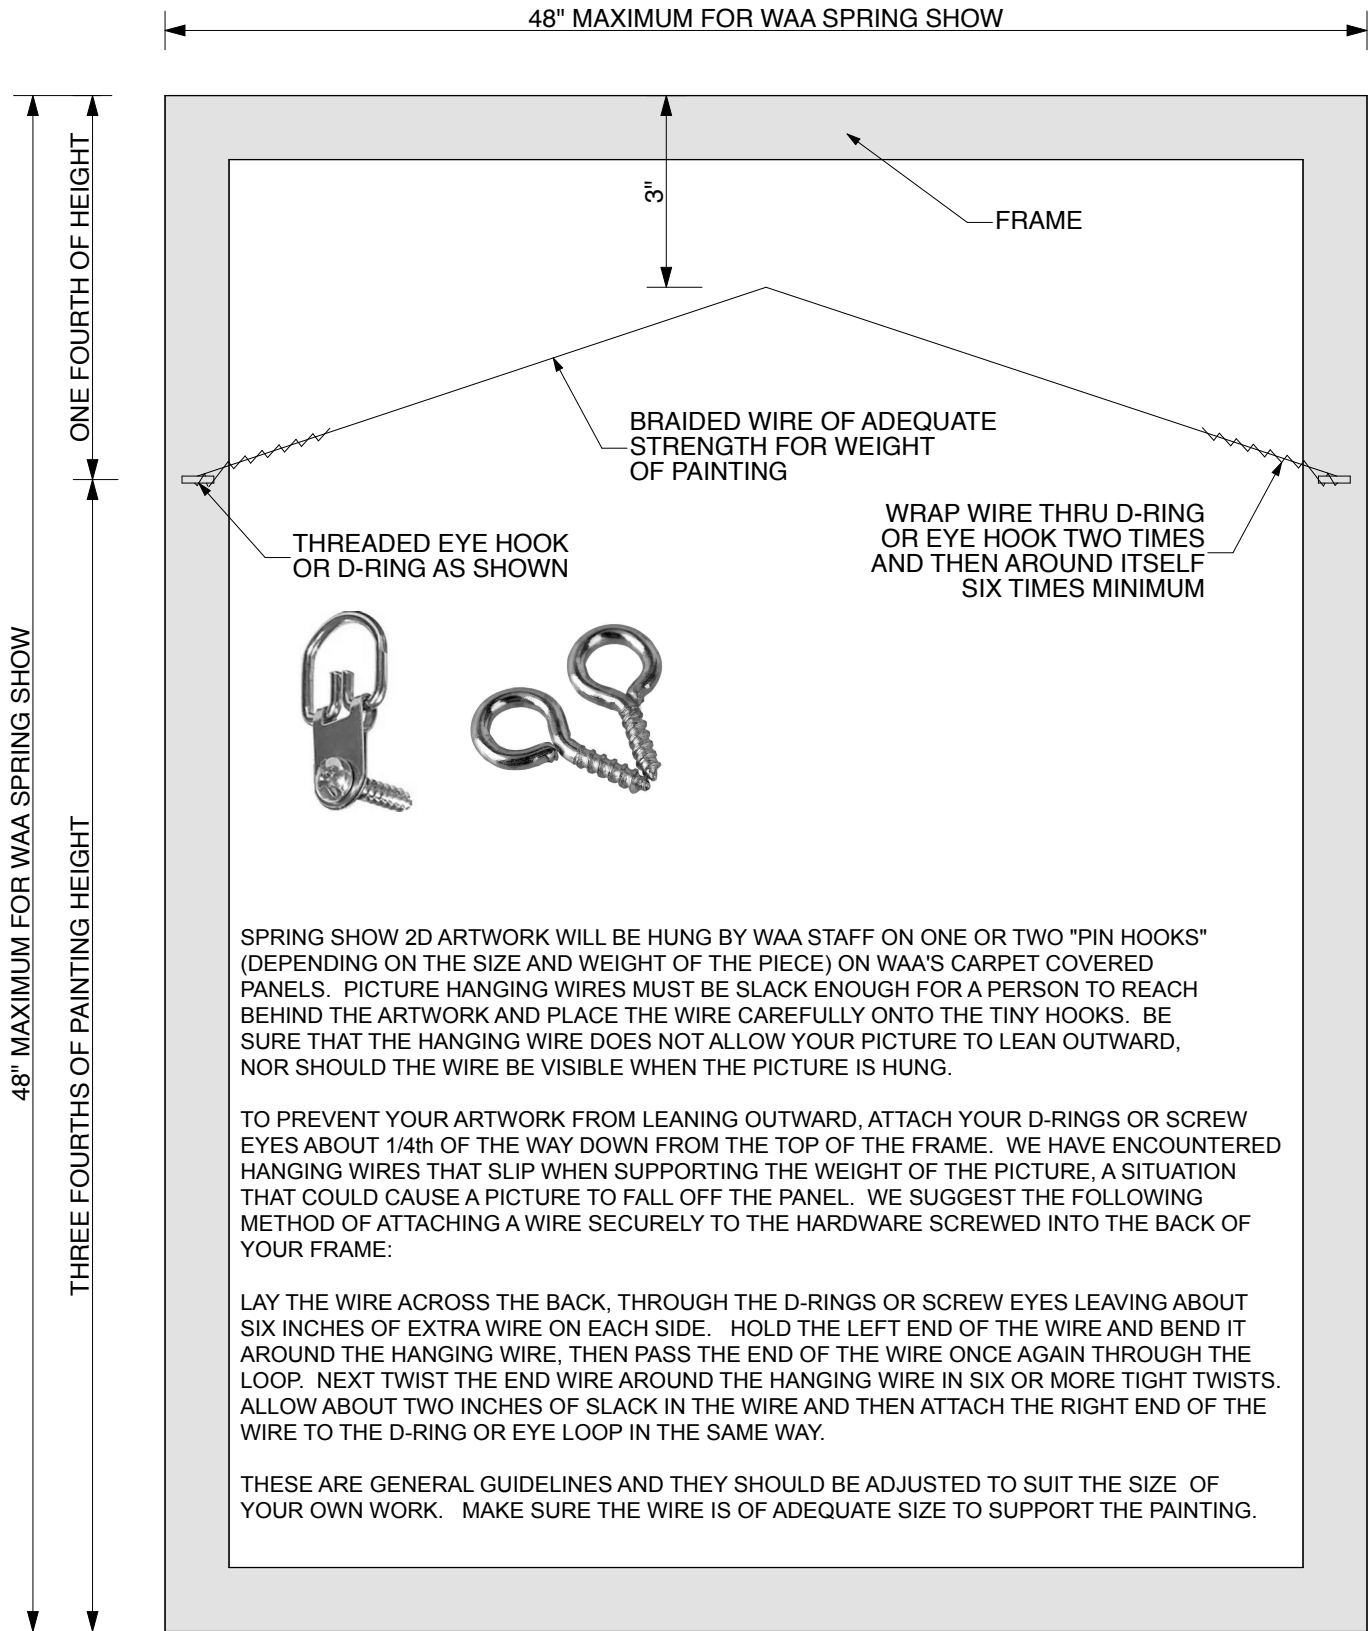 48" MAXIMUM FOR WAA SPRING SHOW
ONE FOURTH OF HEIGHT
3"
FRAME
BRAIDED WIRE OF ADEQUATE
STRENGTH FOR WEIGHT
OF PAINTING
WRAP WIRE THRU D-RING
OR EYE HOOK TWO TIMES
AND THEN AROUND ITSELF
SIX TIMES MINIMUM
THREADED EYE HOOK
OR D-RING AS SHOWN
48" MAXIMUM FOR WAA SPRING SHOW
THREE FOURTHS OF PAINTING HEIGHT
SPRING SHOW 2D ARTWORK WILL BE HUNG BY WAA STAFF ON ONE OR TWO "PIN HOOKS"
(DEPENDING ON THE SIZE AND WEIGHT OF THE PIECE) ON WAA'S CARPET COVERED
PANELS. PICTURE HANGING WIRES MUST BE SLACK ENOUGH FOR A PERSON TO REACH
BEHIND THE ARTWORK AND PLACE THE WIRE CAREFULLY ONTO THE TINY HOOKS. BE
SURE THAT THE HANGING WIRE DOES NOT ALLOW YOUR PICTURE TO LEAN OUTWARD,
NOR SHOULD THE WIRE BE VISIBLE WHEN THE PICTURE IS HUNG.
TO PREVENT YOUR ARTWORK FROM LEANING OUTWARD, ATTACH YOUR D-RINGS OR SCREW
EYES ABOUT 1/4th OF THE WAY DOWN FROM THE TOP OF THE FRAME. WE HAVE ENCOUNTERED
HANGING WIRES THAT SLIP WHEN SUPPORTING THE WEIGHT OF THE PICTURE, A SITUATION
THAT COULD CAUSE A PICTURE TO FALL OFF THE PANEL. WE SUGGEST THE FOLLOWING
METHOD OF ATTACHING A WIRE SECURELY TO THE HARDWARE SCREWED INTO THE BACK OF
YOUR FRAME:
LAY THE WIRE ACROSS THE BACK, THROUGH THE D-RINGS OR SCREW EYES LEAVING ABOUT
SIX INCHES OF EXTRA WIRE ON EACH SIDE. HOLD THE LEFT END OF THE WIRE AND BEND IT
AROUND THE HANGING WIRE, THEN PASS THE END OF THE WIRE ONCE AGAIN THROUGH THE
LOOP. NEXT TWIST THE END WIRE AROUND THE HANGING WIRE IN SIX OR MORE TIGHT TWISTS.
ALLOW ABOUT TWO INCHES OF SLACK IN THE WIRE AND THEN ATTACH THE RIGHT END OF THE
WIRE TO THE D-RING OR EYE LOOP IN THE SAME WAY.
THESE ARE GENERAL GUIDELINES AND THEY SHOULD BE ADJUSTED TO SUIT THE SIZE OF
YOUR OWN WORK. MAKE SURE THE WIRE IS OF ADEQUATE SIZE TO SUPPORT THE PAINTING.